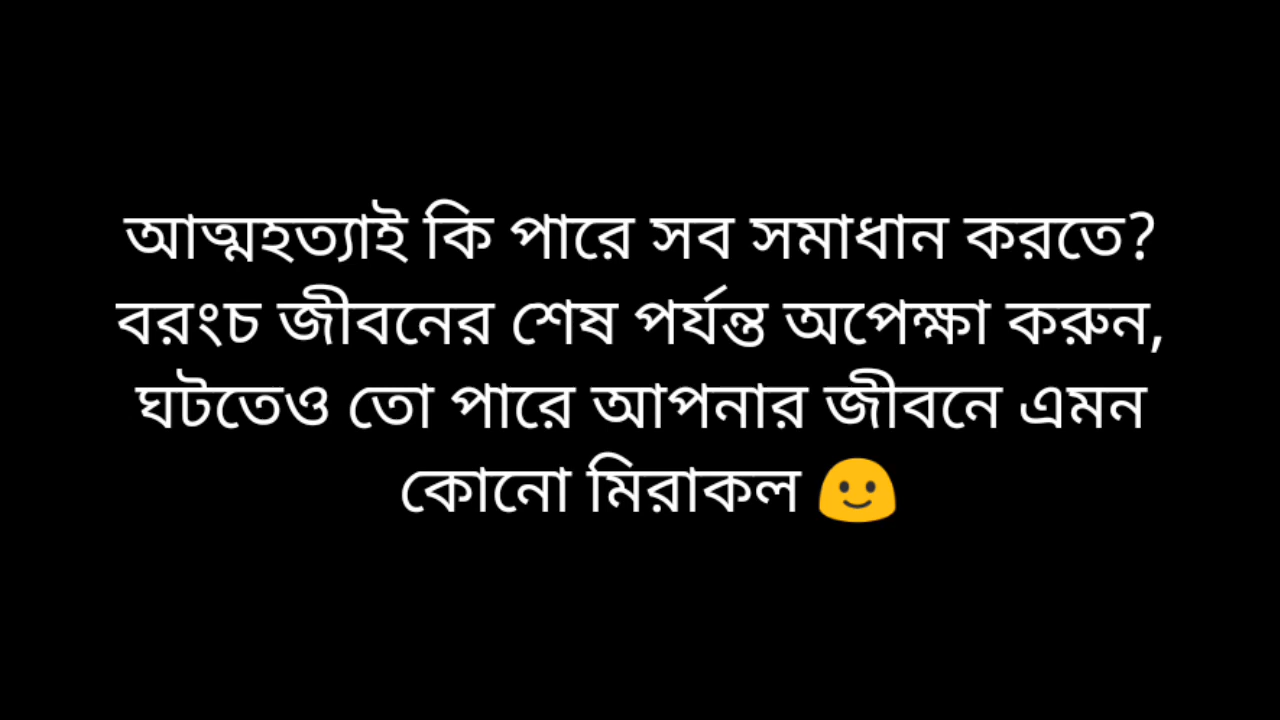 আত্মহত্যাই কি পারে সব সমাধান করতে?
বরংচ জীবনের শেষ পর্যন্ত অপেক্ষা করুন,
ঘটতেও তো পারে আপনার জীবনে এমন
কোনো মিরাকল 🙂